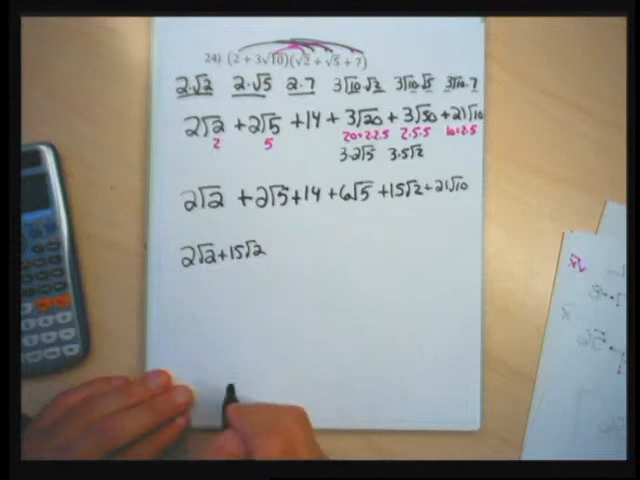 24) (2 + 3√10)(√2 + √5 + 7)
2·√2 2·√5 2·7 3√10·√2 3√10·√5 3√10·7
2√2 + 2√5 + 14 + 3√20 + 3√50 + 21√10
2 5 20=2·2·5 2·5·5 10=2·5
3·2√5 3·5√2
2√2 + 2√5 + 14 + 6√5 + 15√2 + 21√10
2√2 + 15√2